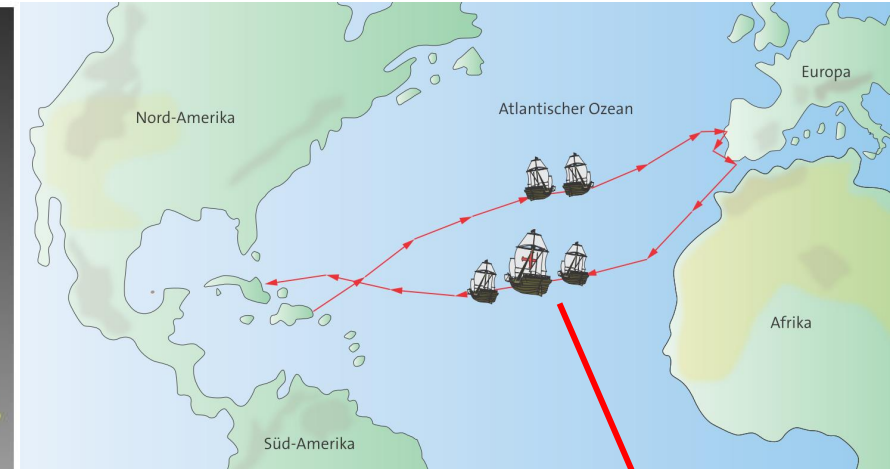 Europa
Atlantischer Ozean
Nord-Amerika
Afrika
Süd-Amerika